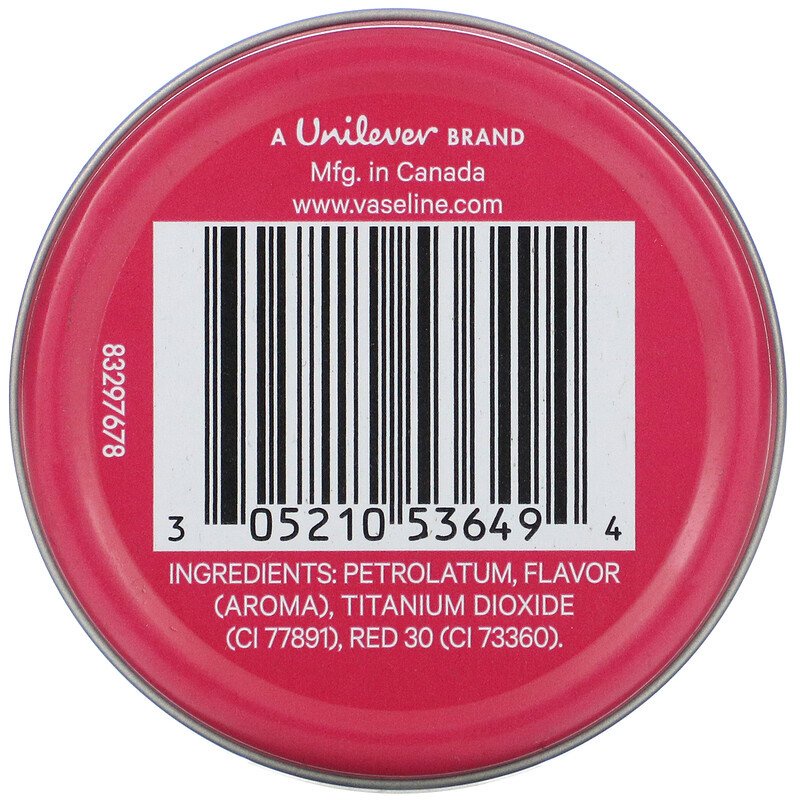 A Unilever BRAND
Mfg. in Canada
www.vaseline.com
83297678
3 05210 53649 4
INGREDIENTS: PETROLATUM, FLAVOR
(AROMA), TITANIUM DIOXIDE
(CI 77891), RED 30 (CI 73360).